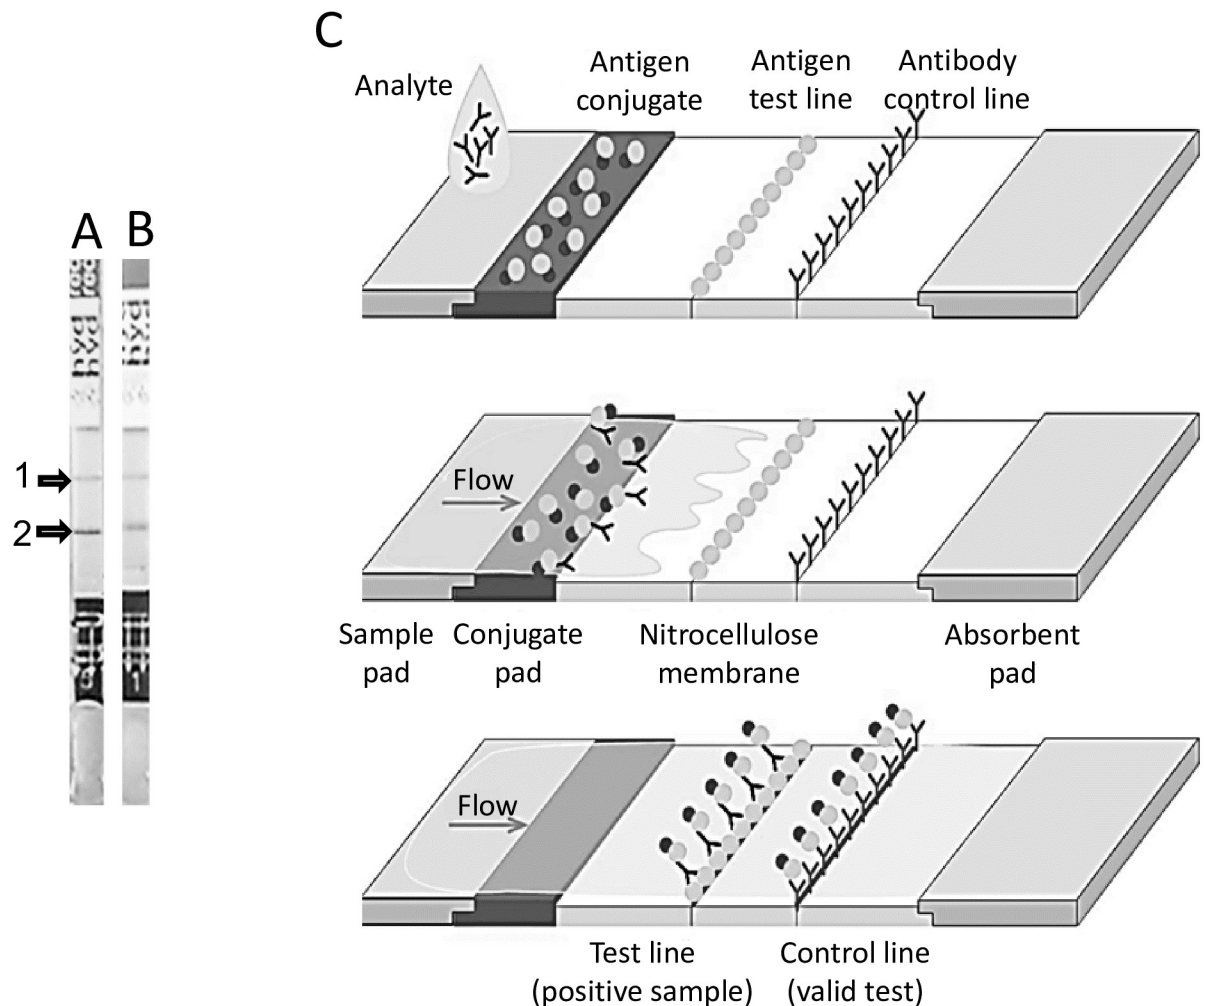 C
Analyte
Antigen
conjugate
Antigen
test line
Antibody
control line
A
B
1
2
Flow
Sample
pad
Conjugate
pad
Nitrocellulose
membrane
Absorbent
pad
Flow
Test line
(positive sample)
Control line
(valid test)